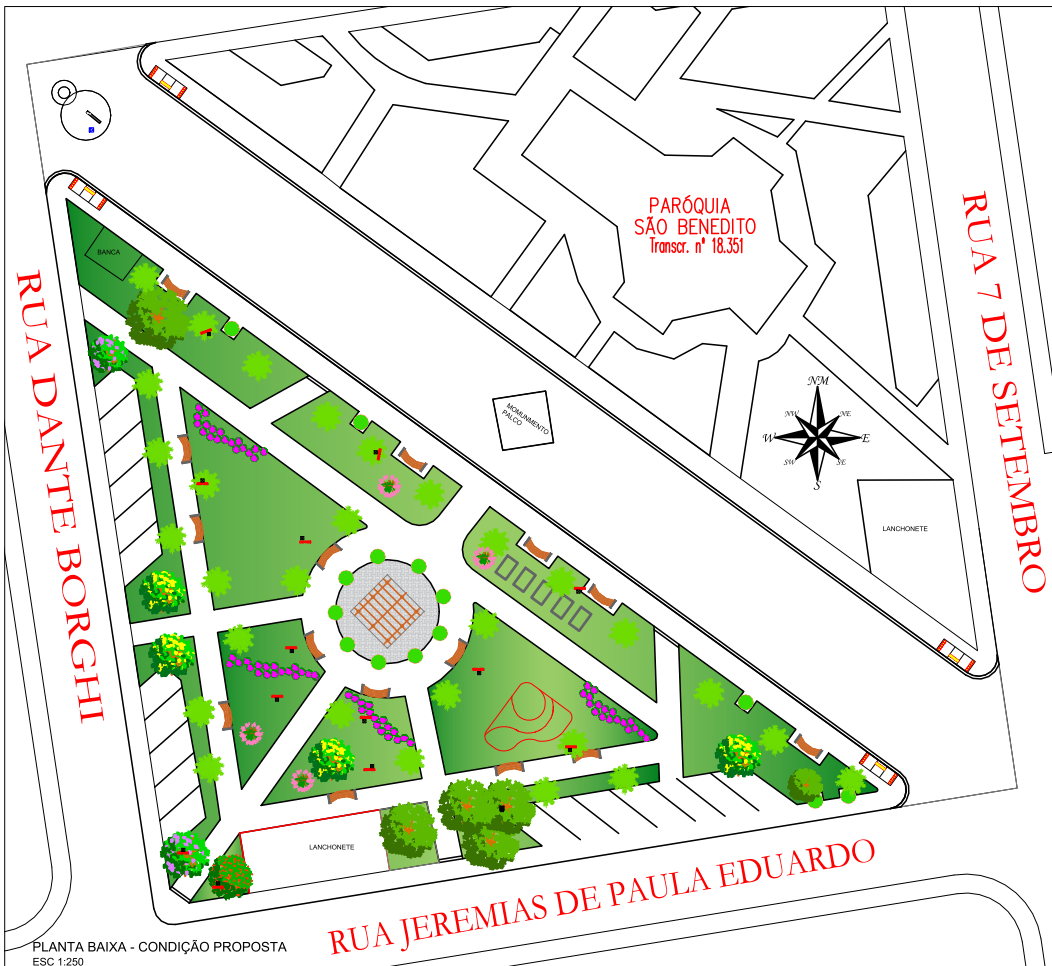 PARÓQUIA
SÃO BENEDITO
Transcr. nº 18.351
RUA 7 DE SETEMBRO
BANCA
RUA DANTE BORGHI
NM
NW
NE
W
E
SW
SE
S
MOMUNMENTO
PALCO
LANCHONETE
LANCHONETE
RUA JEREMIAS DE PAULA EDUARDO
PLANTA BAIXA - CONDIÇÃO PROPOSTA
ESC 1:250